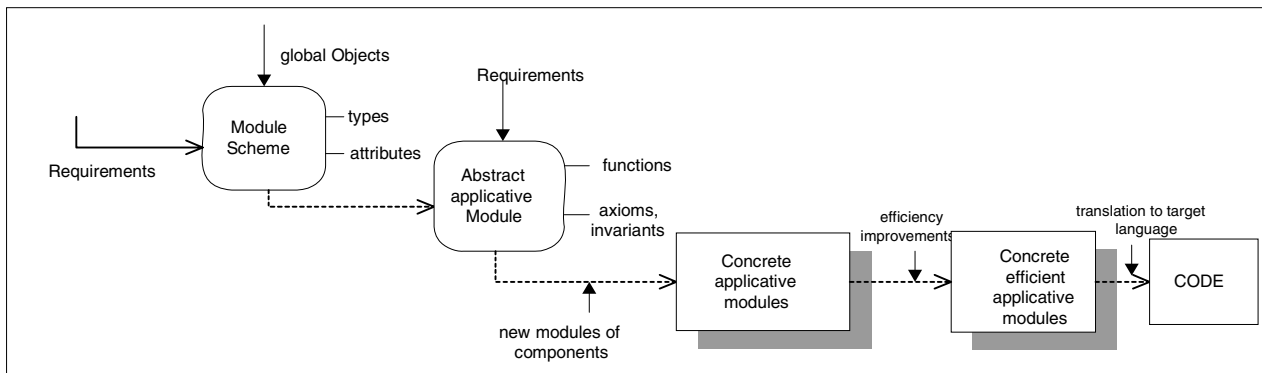 global Objects
Requirements
Module
Scheme
types
attributes
Requirements
Abstract
applicative
Module
functions
axioms,
invariants
new modules of
components
Concrete
applicative
modules
efficiency
improvements
Concrete
efficient
applicative
modules
translation to target
language
CODE